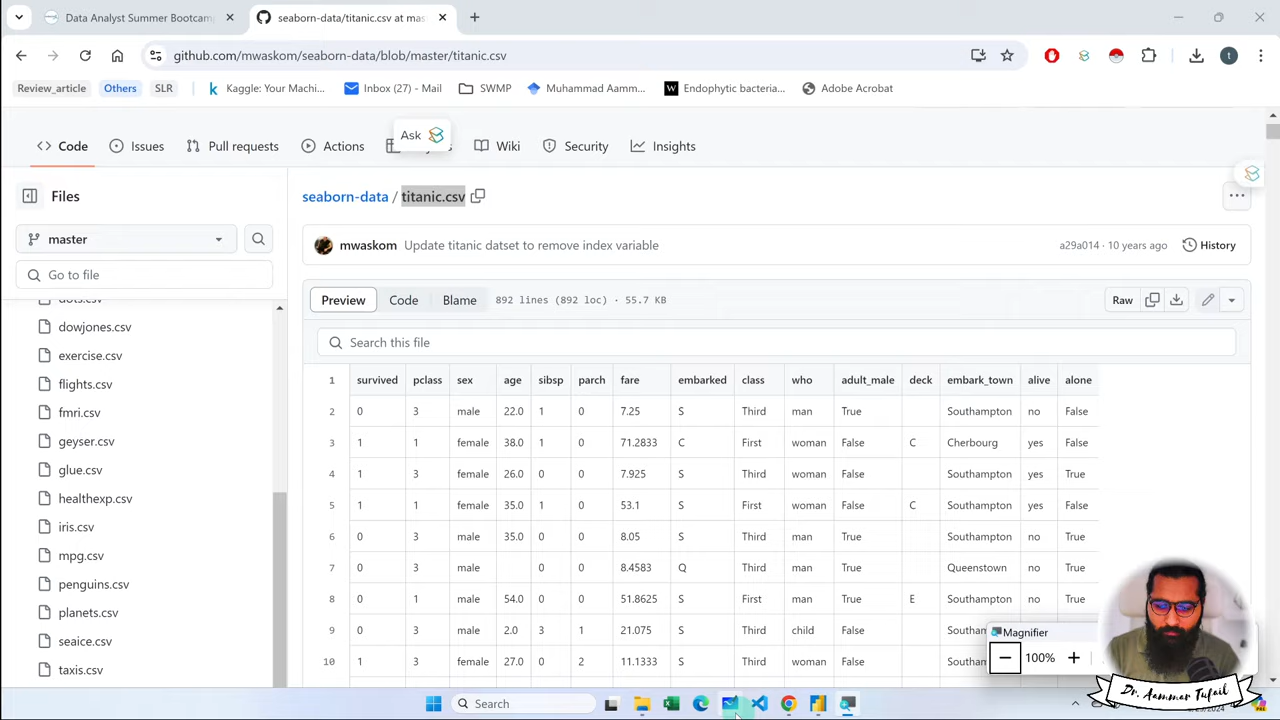 Data Analyst Summer Bootcam
seaborn-data/titanic.csv at mas
github.com/mwaskom/seaborn-data/blob/master/titanic.csv
t
Review_article Others SLR Kaggle: Your Machi... Inbox (27) - Mail SWMP Muhammad Aamm... Endophytic bacteria... Adobe Acrobat
Ask
Code Issues Pull requests Actions Wiki Security Insights
Files
seaborn-data / titanic.csv
master
mwaskom Update titanic datset to remove index variable a29a014 · 10 years ago History
Go to file
dots.csv
dowjones.csv
exercise.csv
flights.csv
fmri.csv
geyser.csv
glue.csv
healthexp.csv
iris.csv
mpg.csv
penguins.csv
planets.csv
seaice.csv
taxis.csv
Preview Code Blame 892 lines (892 loc) · 55.7 KB Raw
Search this file
1 survived pclass sex age sibsp parch fare embarked class who adult_male deck embark_town alive alone
2 0 3 male 22.0 1 0 7.25 S Third man True Southampton no False
3 1 1 female 38.0 1 0 71.2833 C First woman False C Cherbourg yes False
4 1 3 female 26.0 0 0 7.925 S Third woman False Southampton yes True
5 1 1 female 35.0 1 0 53.1 S First woman False C Southampton yes False
6 0 3 male 35.0 0 0 8.05 S Third man True Southampton no True
7 0 3 male 0 0 8.4583 Q Third man True Queenstown no True
8 0 1 male 54.0 0 0 51.8625 S First man True E Southampton no True
9 0 3 male 2.0 3 1 21.075 S Third child False Southam
10 1 3 female 27.0 0 2 11.1333 S Third woman False Southam
Magnifier
100%
Dr. Aammar Tufail
Search